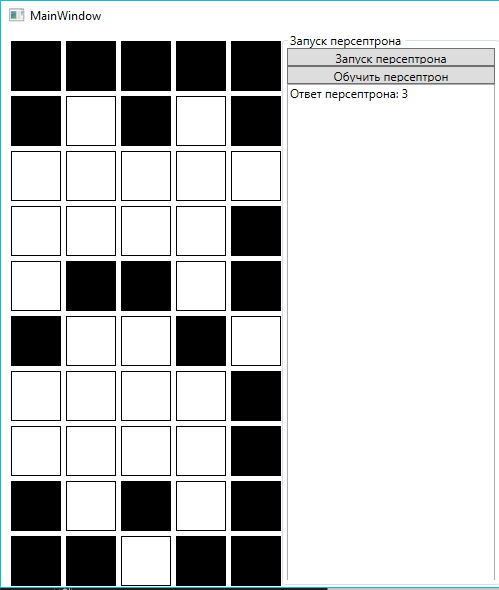 MainWindow
Запуск персептрона
Запуск персептрона
Обучить персептрон
Ответ персептрона: 3